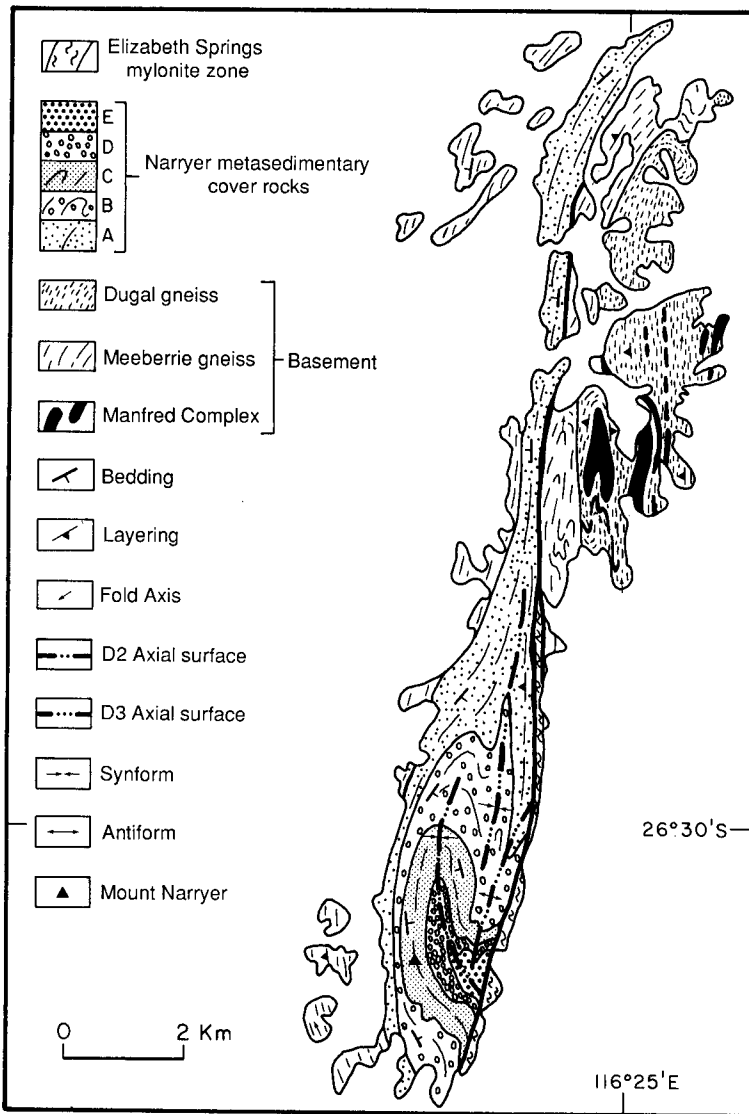 Elizabeth Springs
mylonite zone
E
D
C
B
A
Narryer metasedimentary
cover rocks
Dugal gneiss
Meeberrie gneiss
Basement
Manfred Complex
Bedding
Layering
Fold Axis
D2 Axial surface
D3 Axial surface
Synform
Antiform
Mount Narryer
0 2 Km
26°30'S
116°25'E